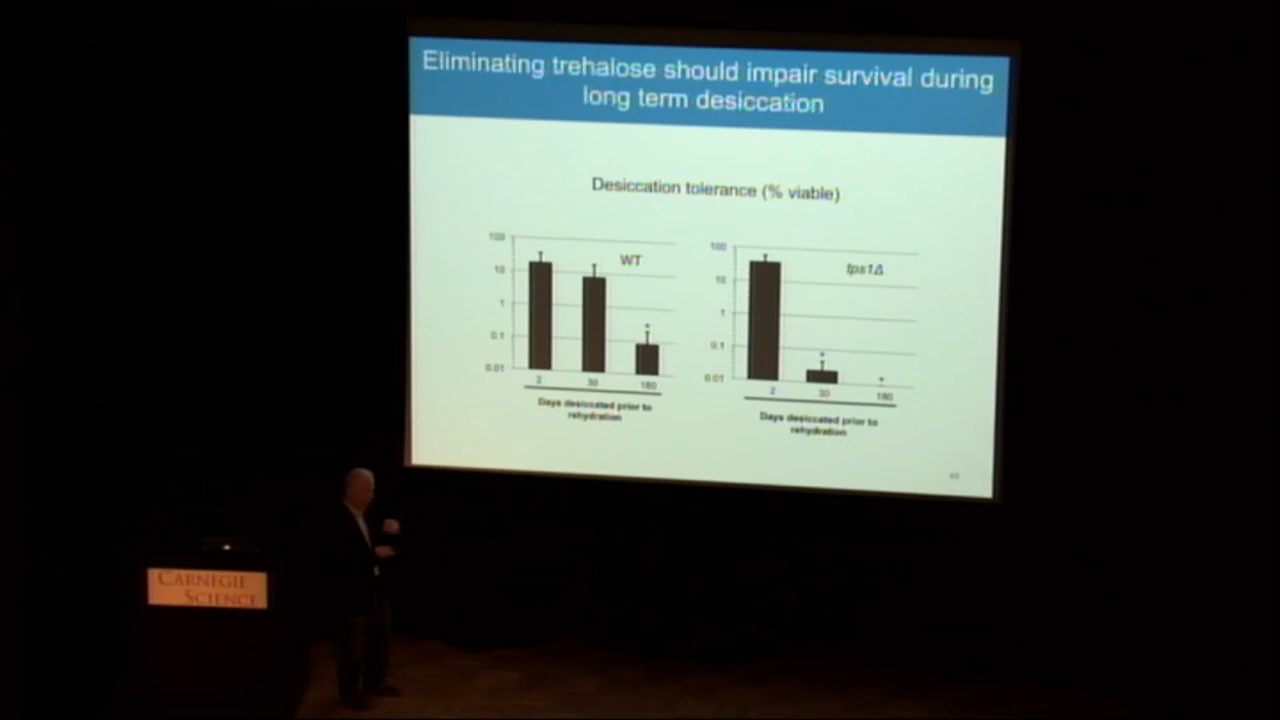 Eliminating trehalose should impair survival during
long term desiccation
Desiccation tolerance (% viable)
100
10
1
0.1
0.01
WT
2
30
180
Days desiccated prior to
rehydration
100
10
1
0.1
0.01
tps1Δ
2
30
180
Days desiccated prior to
rehydration
CARNEGIE
SCIENCE